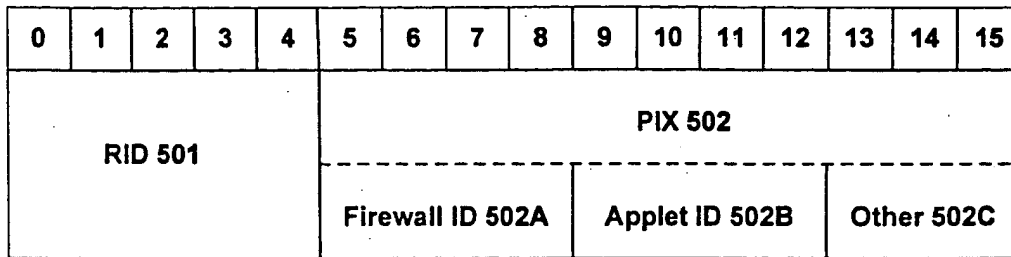 0 1 2 3 4 5 6 7 8 9 10 11 12 13 14 15
RID 501
PIX 502
Firewall ID 502A Applet ID 502B Other 502C